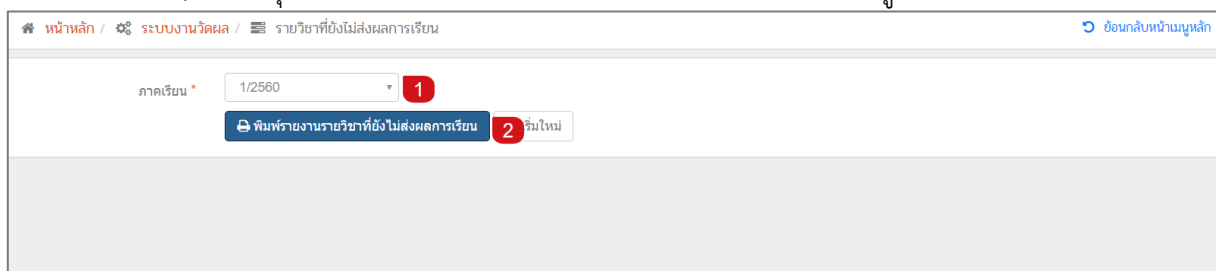 หน้าหลัก / ระบบงานวัดผล / รายวิชาที่ยังไม่ส่งผลการเรียน ย้อนกลับหน้าเมนูหลัก
ภาคเรียน * 1/2560 1
พิมพ์รายงานรายวิชาที่ยังไม่ส่งผลการเรียน 2 ริ่มใหม่